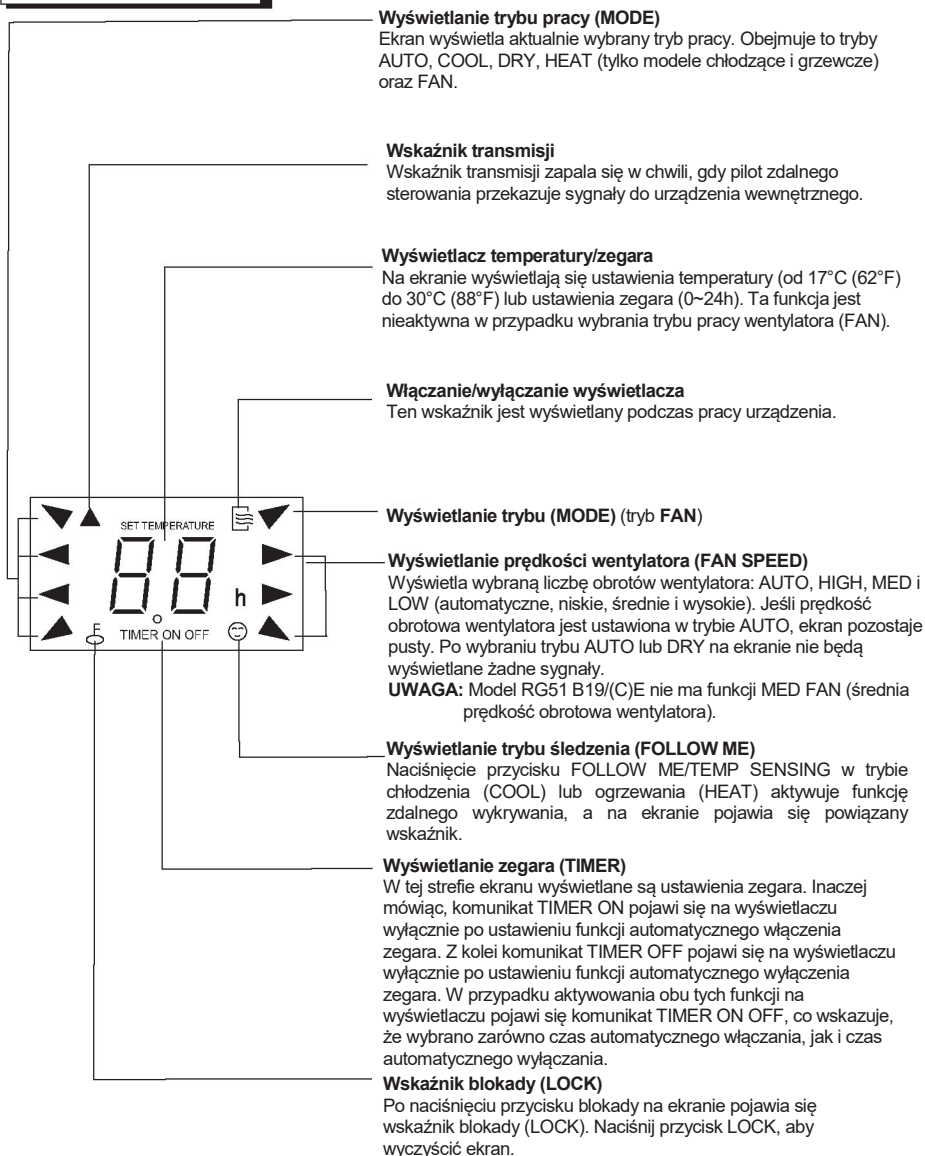 Wyświetlanie trybu pracy (MODE)
Ekran wyświetla aktualnie wybrany tryb pracy. Obejmuje to tryby
AUTO, COOL, DRY, HEAT (tylko modele chłodzące i grzewcze)
oraz FAN.
Wskaźnik transmisji
Wskaźnik transmisji zapala się w chwili, gdy pilot zdalnego
sterowania przekazuje sygnały do urządzenia wewnętrznego.
Wyświetlacz temperatury/zegara
Na ekranie wyświetlają się ustawienia temperatury (od 17°C (62°F)
do 30°C (88°F) lub ustawienia zegara (0~24h). Ta funkcja jest
nieaktywna w przypadku wybrania trybu pracy wentylatora (FAN).
Włączanie/wyłączanie wyświetlacza
Ten wskaźnik jest wyświetlany podczas pracy urządzenia.
SET TEMPERATURE
88
h
TIMER ON OFF
Wyświetlanie trybu (MODE) (tryb FAN)
Wyświetlanie prędkości wentylatora (FAN SPEED)
Wyświetla wybraną liczbę obrotów wentylatora: AUTO, HIGH, MED i
LOW (automatyczne, niskie, średnie i wysokie). Jeśli prędkość
obrotowa wentylatora jest ustawiona w trybie AUTO, ekran pozostaje
pusty. Po wybraniu trybu AUTO lub DRY na ekranie nie będą
wyświetlane żadne sygnały.
UWAGA: Model RG51 B19/(C)E nie ma funkcji MED FAN (średnia
prędkość obrotowa wentylatora).
Wyświetlanie trybu śledzenia (FOLLOW ME)
Naciśnięcie przycisku FOLLOW ME/TEMP SENSING w trybie
chłodzenia (COOL) lub ogrzewania (HEAT) aktywuje funkcję
zdalnego wykrywania, a na ekranie pojawia się powiązany
wskaźnik.
Wyświetlanie zegara (TIMER)
W tej strefie ekranu wyświetlane są ustawienia zegara. Inaczej
mówiąc, komunikat TIMER ON pojawi się na wyświetlaczu
wyłącznie po ustawieniu funkcji automatycznego włączenia
zegara. Z kolei komunikat TIMER OFF pojawi się na wyświetlaczu
wyłącznie po ustawieniu funkcji automatycznego wyłączenia
zegara. W przypadku aktywowania obu tych funkcji na
wyświetlaczu pojawi się komunikat TIMER ON OFF, co wskazuje,
że wybrano zarówno czas automatycznego włączania, jak i czas
automatycznego wyłączania.
Wskaźnik blokady (LOCK)
Po naciśnięciu przycisku blokady na ekranie pojawia się
wskaźnik blokady (LOCK). Naciśnij przycisk LOCK, aby
wyczyścić ekran.